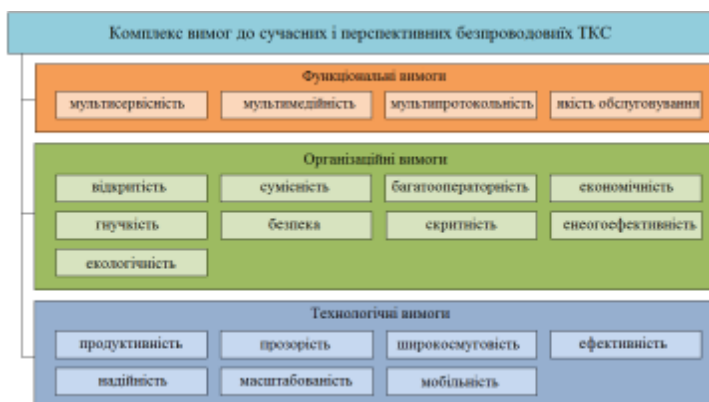 Комплекс вимог до сучасних і перспективних безпроводовіїх ТКС
Функціональні вимоги
мультисервісність мультимедійність мультипротокольність якість обслуговування
Організаційні вимоги
відкритість сумісність багатооператорність економічність
гнучкість безпека скритність енеогоефективність
екологічність
Технологічні вимоги
продуктивність прозорість широкосмуговість ефективність
надійність масштабованість мобільність